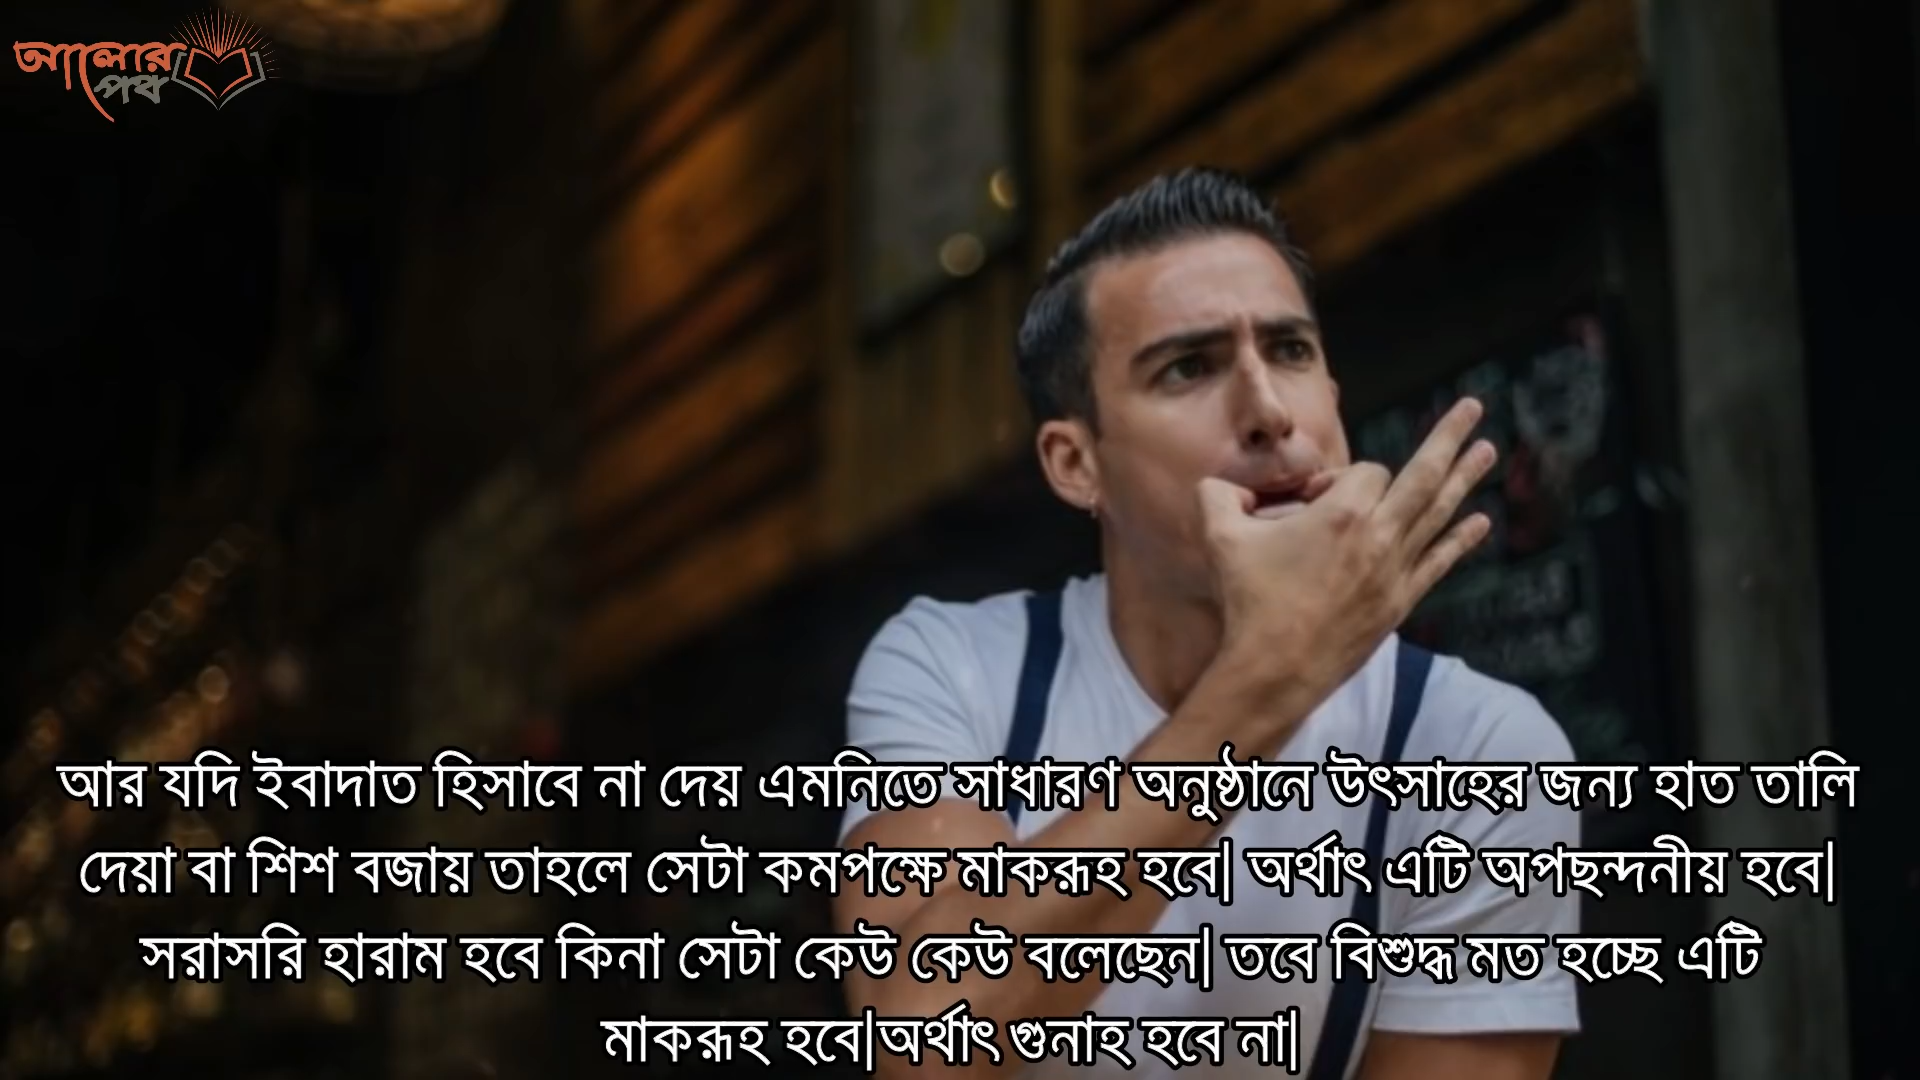 আলোর
পথ
আর যদি ইবাদাত হিসাবে না দেয় এমনিতে সাধারণ অনুষ্ঠানে উৎসাহের জন্য হাত তালি
দেয়া বা শিশ বজায় তাহলে সেটা কমপক্ষে মাকরূহ হবে| অর্থাৎ এটি অপছন্দনীয় হবে|
সরাসরি হারাম হবে কিনা সেটা কেউ কেউ বলেছেন| তবে বিশুদ্ধ মত হচ্ছে এটি
মাকরূহ হবে|অর্থাৎ গুনাহ হবে না|